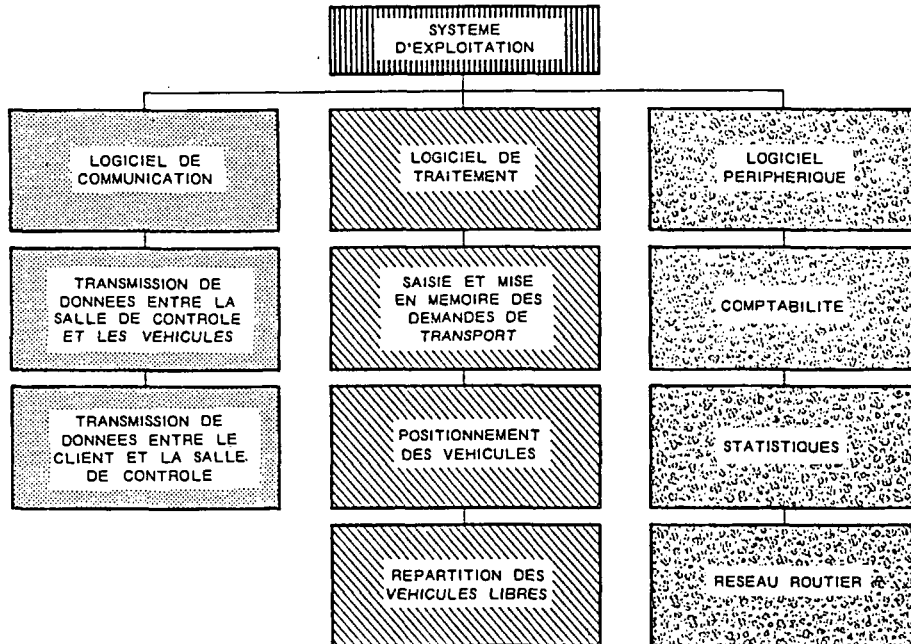 SYSTEME
D'EXPLOITATION
LOGICIEL DE
COMMUNICATION
TRANSMISSION DE
DONNEES ENTRE LA
SALLE DE CONTROLE
ET LES VEHICULES
TRANSMISSION DE
DONNEES ENTRE LE
CLIENT ET LA SALLE
DE CONTROLE
LOGICIEL DE
TRAITEMENT
SAISIE ET MISE
EN MEMOIRE DES
DEMANDES DE
TRANSPORT
POSITIONNEMENT
DES VEHICULES
REPARTITION DES
VEHICULES LIBRES
LOGICIEL
PERIPHERIQUE
COMPTABILITE
STATISTIQUES
RESEAU ROUTIER